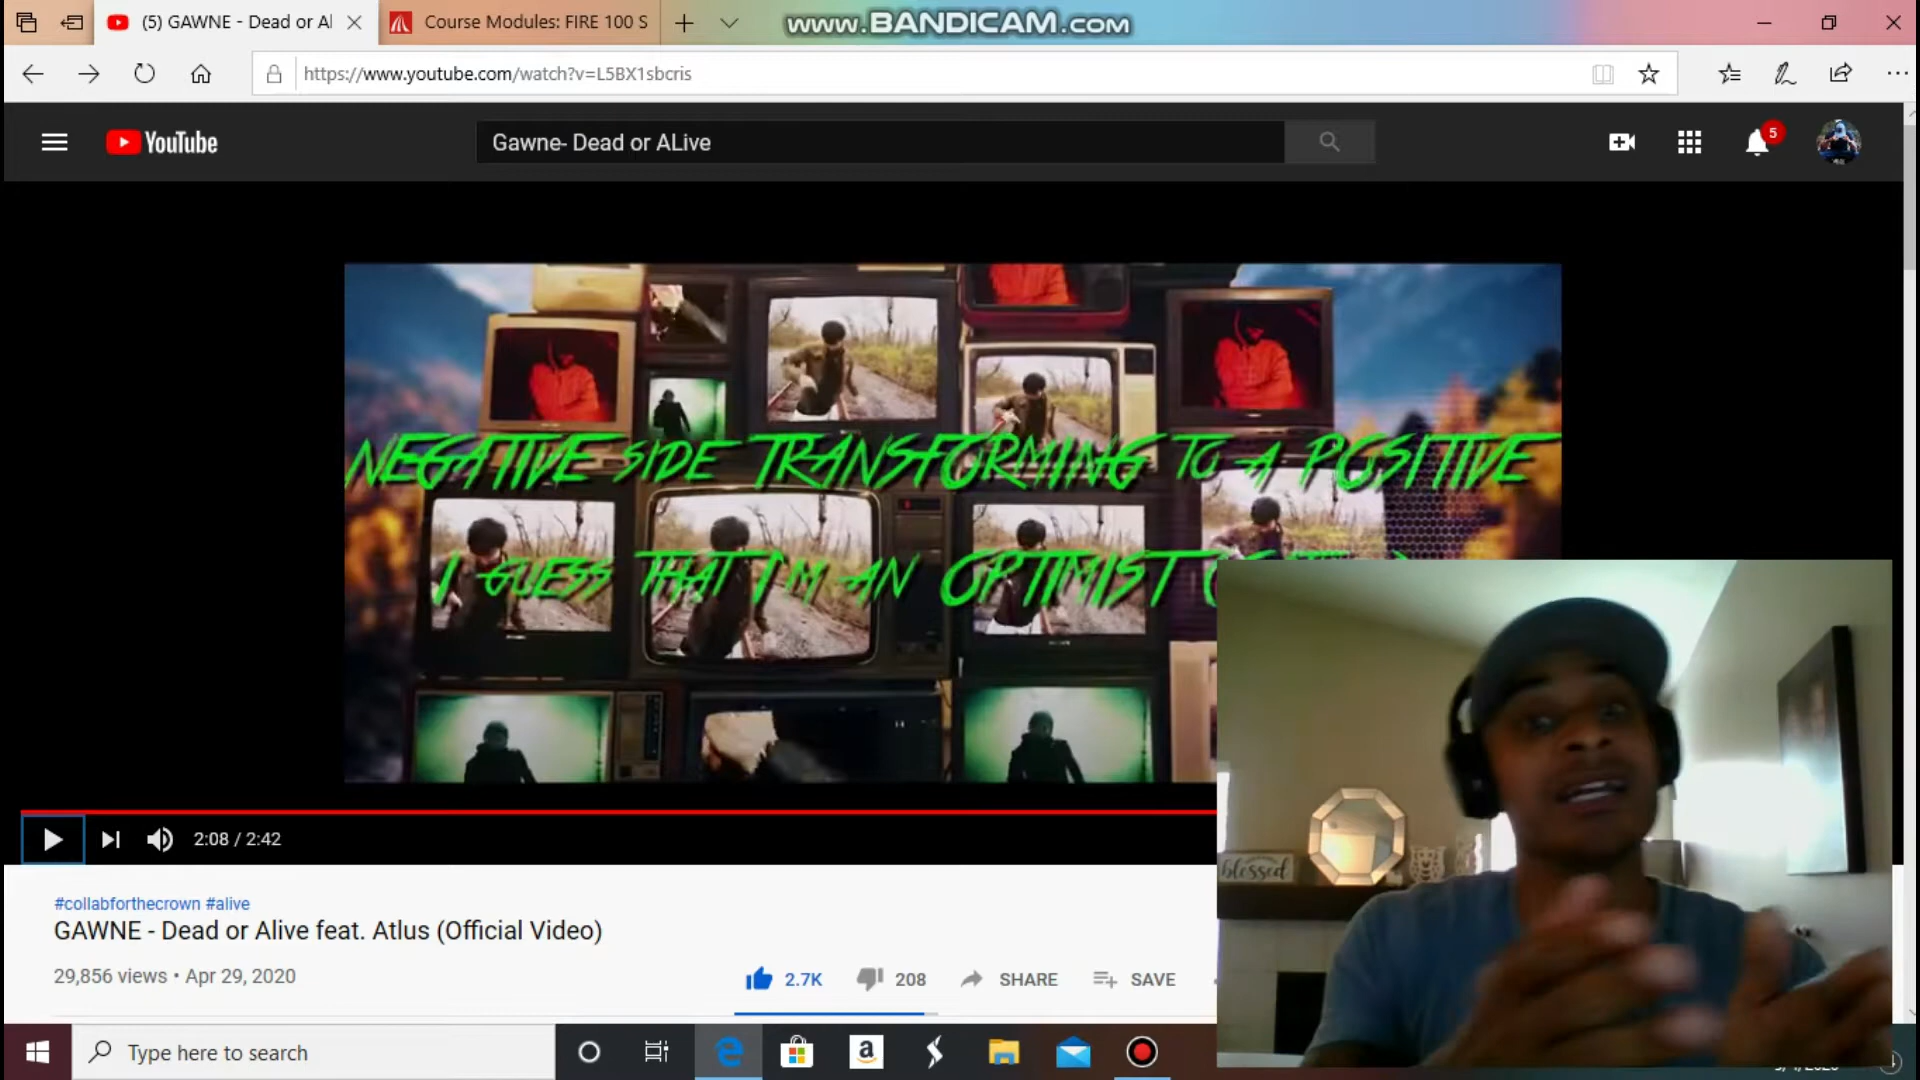 (5) GAWNE - Dead or Al
Course Modules: FIRE 100 S
www.BANDICAM.com
https://www.youtube.com/watch?v=L5BX1sbcris
YouTube
Gawne- Dead or ALive
5
NEGATIVE SIDE TRANSFORMING TO A POSITIVE
I GUESS THAT I'M AN OPTIMIST
2:08 / 2:42
blessed
#collabforthecrown #alive
GAWNE - Dead or Alive feat. Atlus (Official Video)
29,856 views • Apr 29, 2020
2.7K
208
SHARE
SAVE
Type here to search